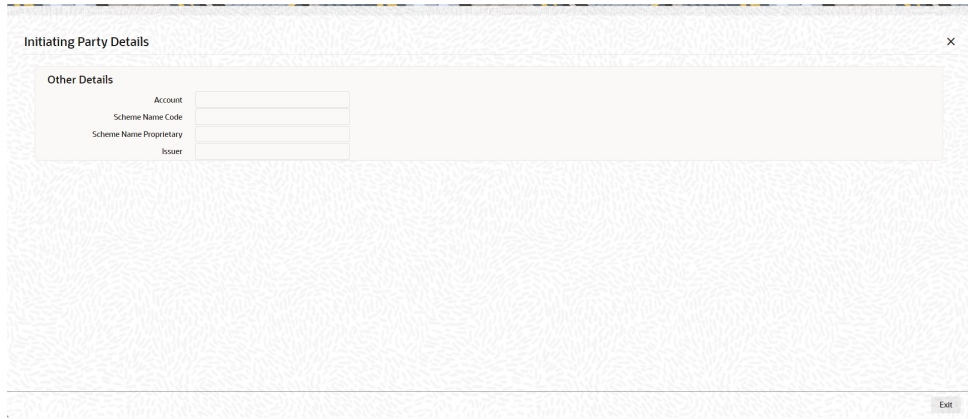 Initiating Party Details
Other Details
Account
Scheme Name Code
Scheme Name Proprietary
Issuer
Exit